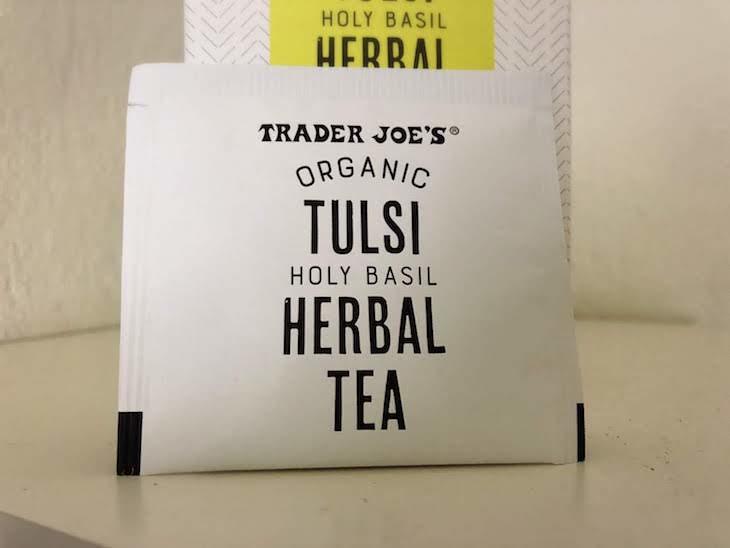 HOLY BASIL
HERBAL
TRADER JOE'S®
ORGANIC
TULSI
HOLY BASIL
HERBAL
TEA